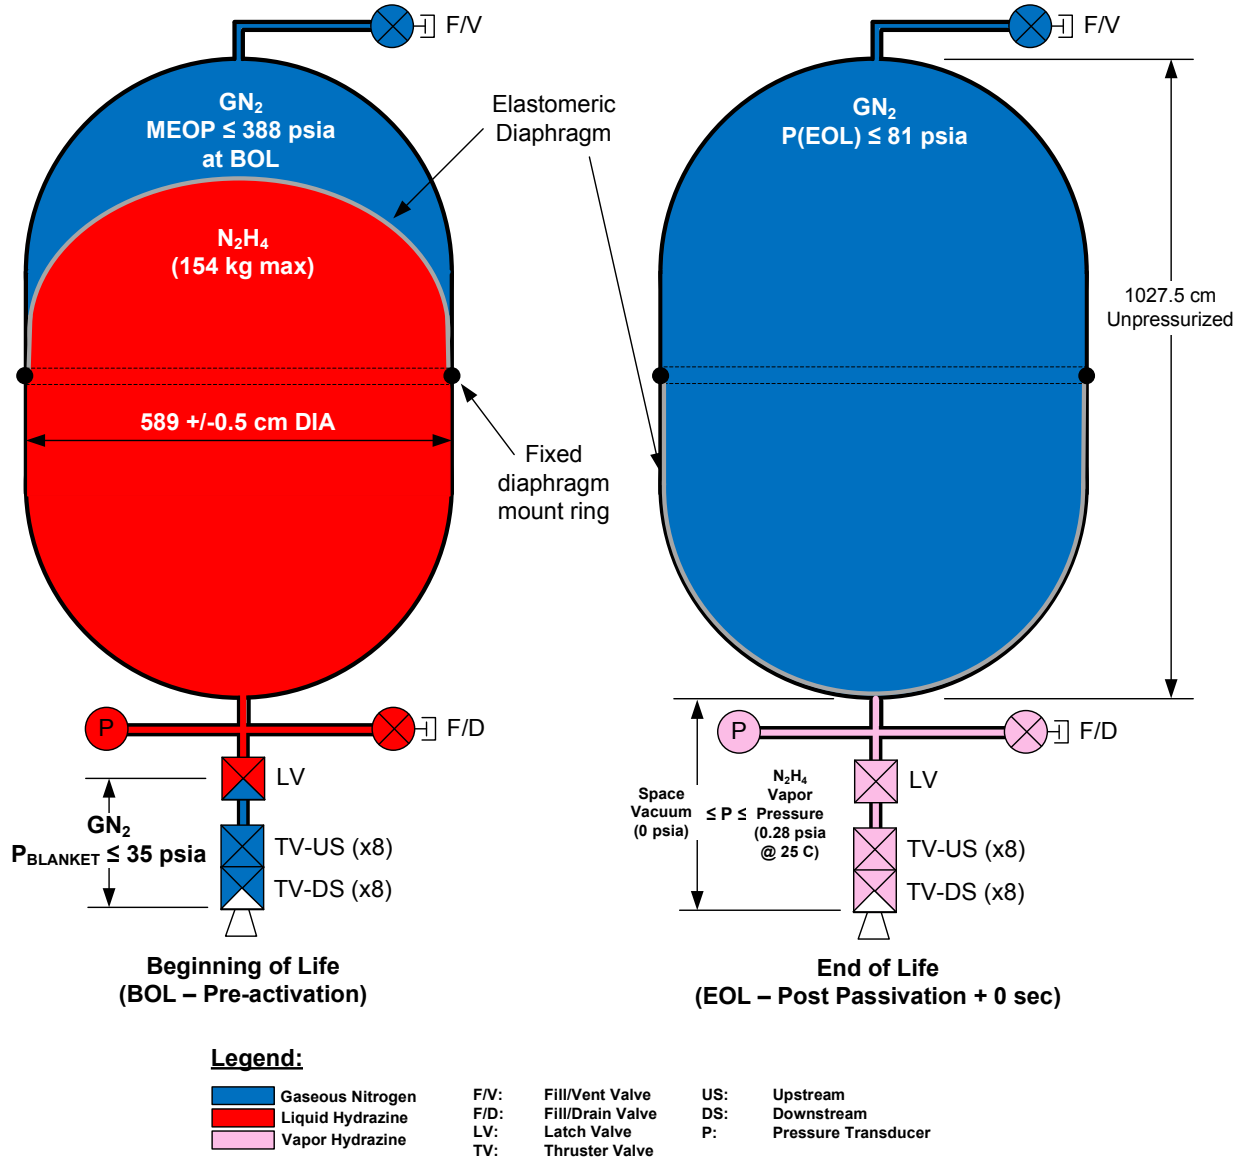 F/V
GN₂
MEOP ≤ 388 psia
at BOL
N₂H₄
(154 kg max)
589 +/-0.5 cm DIA
Elastomeric
Diaphragm
Fixed
diaphragm
mount ring
P
F/D
LV
GN₂
P_BLANKET ≤ 35 psia
TV-US (x8)
TV-DS (x8)
Beginning of Life
(BOL – Pre-activation)
F/V
GN₂
P(EOL) ≤ 81 psia
1027.5 cm
Unpressurized
P
F/D
LV
Space
Vacuum
(0 psia)
≤ P ≤
N₂H₄
Vapor
Pressure
(0.28 psia
@ 25 C)
TV-US (x8)
TV-DS (x8)
End of Life
(EOL – Post Passivation + 0 sec)
Legend:
Gaseous Nitrogen
Liquid Hydrazine
Vapor Hydrazine
F/V: Fill/Vent Valve
F/D: Fill/Drain Valve
LV: Latch Valve
TV: Thruster Valve
US: Upstream
DS: Downstream
P: Pressure Transducer